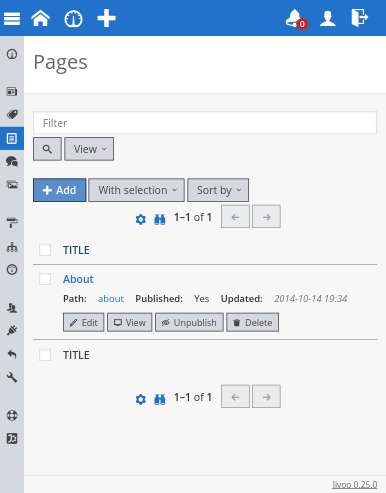 0
Pages
Filter
View
Add With selection Sort by
1–1 of 1
TITLE
About
Path: about Published: Yes Updated: 2014-10-14 19:34
Edit View Unpublish Delete
TITLE
1–1 of 1
Jivoo 0.25.0